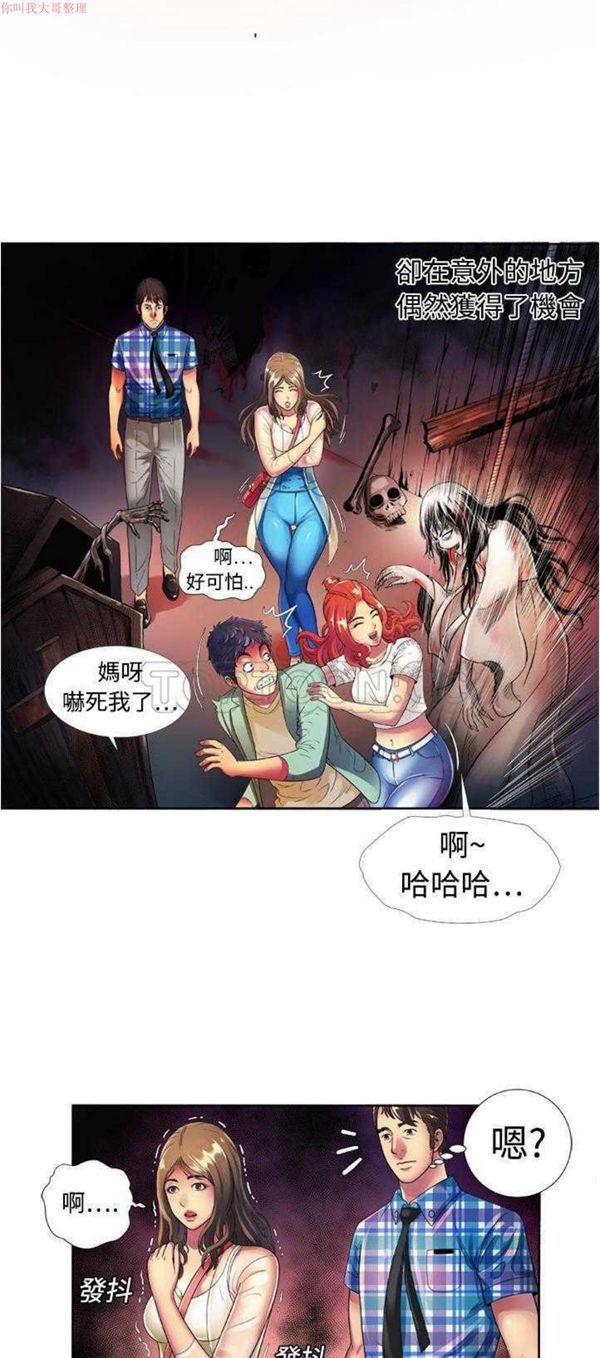 你叫我大哥整理
卻在意外的地方
偶然獲得了機會
啊...
好可怕..
媽呀
嚇死我了...
啊~
哈哈哈...
嗯?
啊....
發抖
發抖